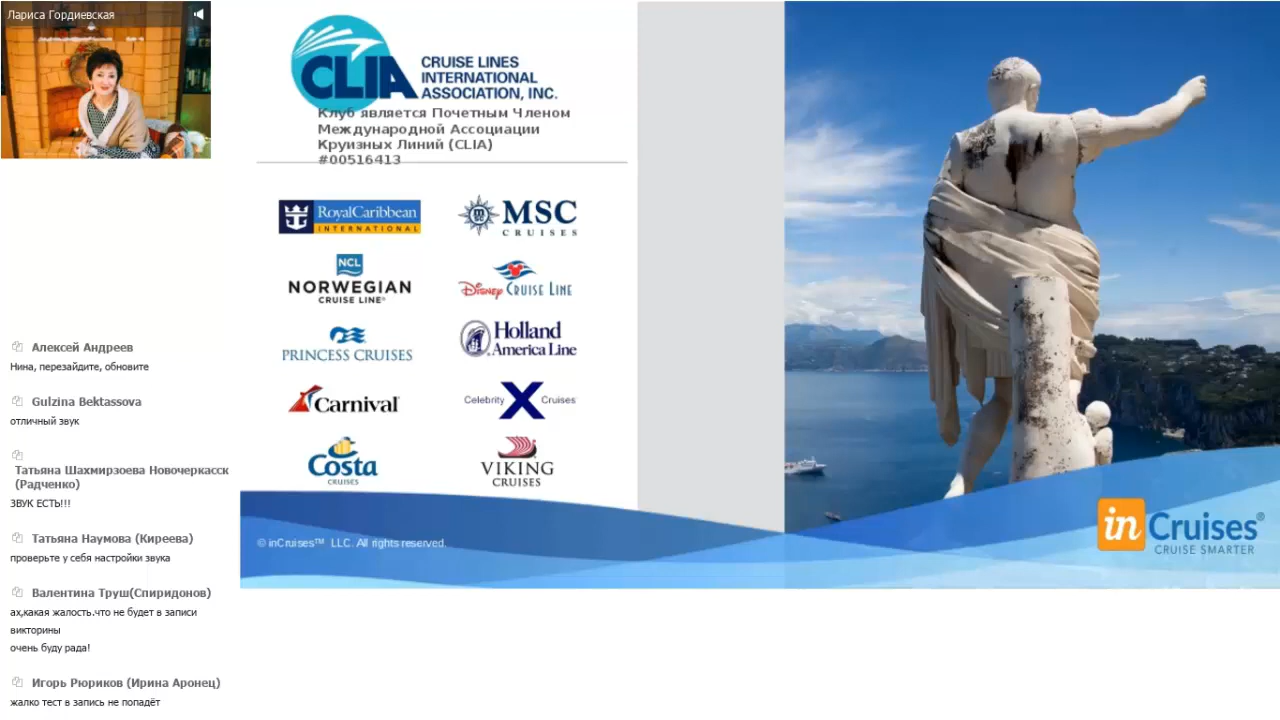 Лариса Гордиевская
CLIA
CRUISE LINES
INTERNATIONAL
ASSOCIATION, INC.
Клуб является Почетным Членом
Международной Ассоциации
Круизных Линий (CLIA)
#00516413
RoyalCaribbean
INTERNATIONAL
MSC
CRUISES
NCL
NORWEGIAN
CRUISE LINE®
Disney CRUISE LINE
PRINCESS CRUISES
Holland
America Line
Carnival
Celebrity X Cruises
Costa
CRUISES
VIKING
CRUISES
© inCruises™ LLC. All rights reserved.
inCruises®
CRUISE SMARTER
Алексей Андреев
Нина, перезайдите, обновите
Gulzina Bektassova
отличный звук
Татьяна Шахмирзоева Новочеркасск
(Радченко)
ЗВУК ЕСТЬ!!!
Татьяна Наумова (Киреева)
проверьте у себя настройки звука
Валентина Труш(Спиридонов)
ах,какая жалость.что не будет в записи
викторины
очень буду рада!
Игорь Рюриков (Ирина Аронец)
жалко тест в запись не попадёт